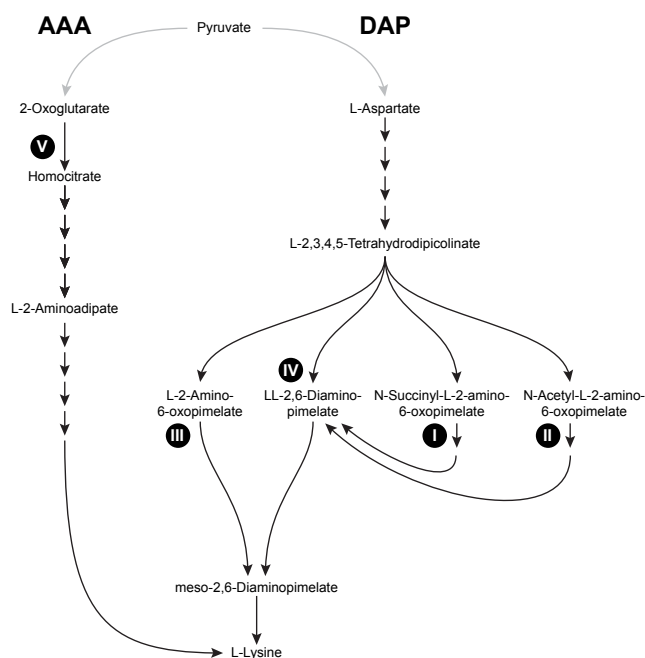 AAA
Pyruvate
DAP
2-Oxoglutarate
L-Aspartate
V
Homocitrate
L-2,3,4,5-Tetrahydrodipicolinate
L-2-Aminoadipate
IV
L-2-Amino-
6-oxopimelate
LL-2,6-Diamino-
pimelate
N-Succinyl-L-2-amino-
6-oxopimelate
N-Acetyl-L-2-amino-
6-oxopimelate
III
I
II
meso-2,6-Diaminopimelate
L-Lysine